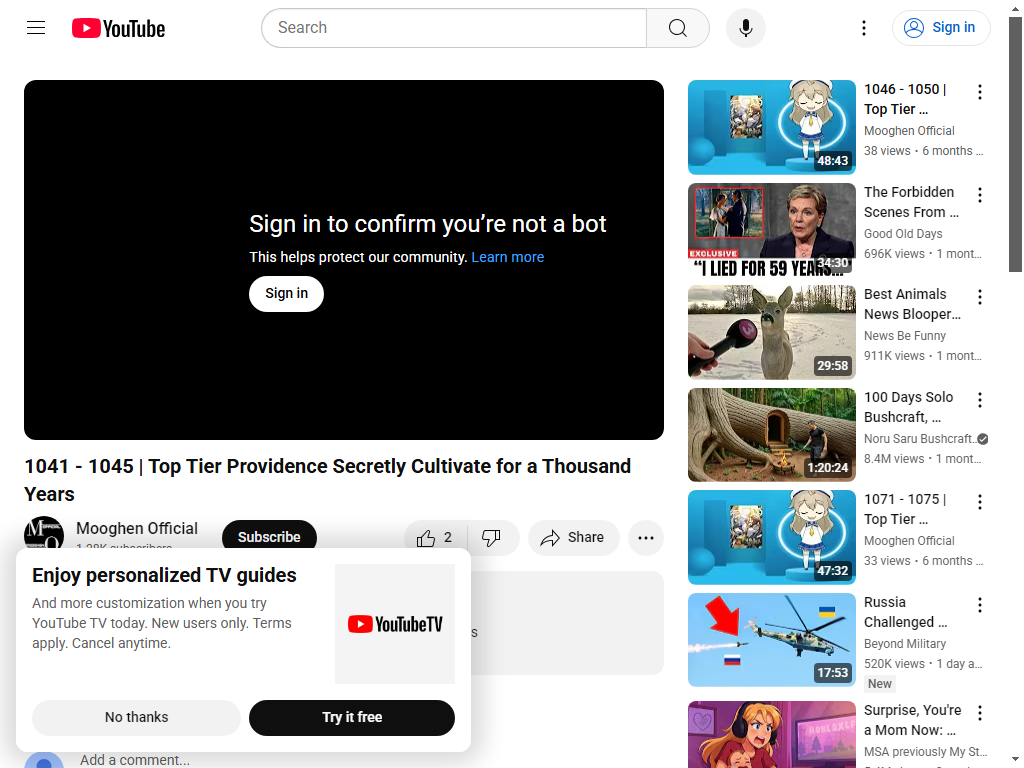 YouTube
Search
Sign in
Sign in to confirm you’re not a bot
This helps protect our community. Learn more
Sign in
1041 - 1045 | Top Tier Providence Secretly Cultivate for a Thousand
Years
Mooghen Official
Subscribe
2
Share
Enjoy personalized TV guides
And more customization when you try
YouTube TV today. New users only. Terms
apply. Cancel anytime.
YouTubeTV
No thanks
Try it free
Add a comment...
1046 - 1050 |
Top Tier ...
Mooghen Official
38 views • 6 months ...
48:43
The Forbidden
Scenes From ...
Good Old Days
696K views • 1 mont...
EXCLUSIVE
34:30
“I LIED FOR 59 YEARS...
Best Animals
News Blooper...
News Be Funny
911K views • 1 mont...
29:58
100 Days Solo
Bushcraft, ...
Noru Saru Bushcraft...
8.4M views • 1 mont...
1:20:24
1071 - 1075 |
Top Tier ...
Mooghen Official
33 views • 6 months ...
47:32
Russia
Challenged ...
Beyond Military
520K views • 1 day a...
New
17:53
Surprise, You're
a Mom Now: ...
MSA previously My St...